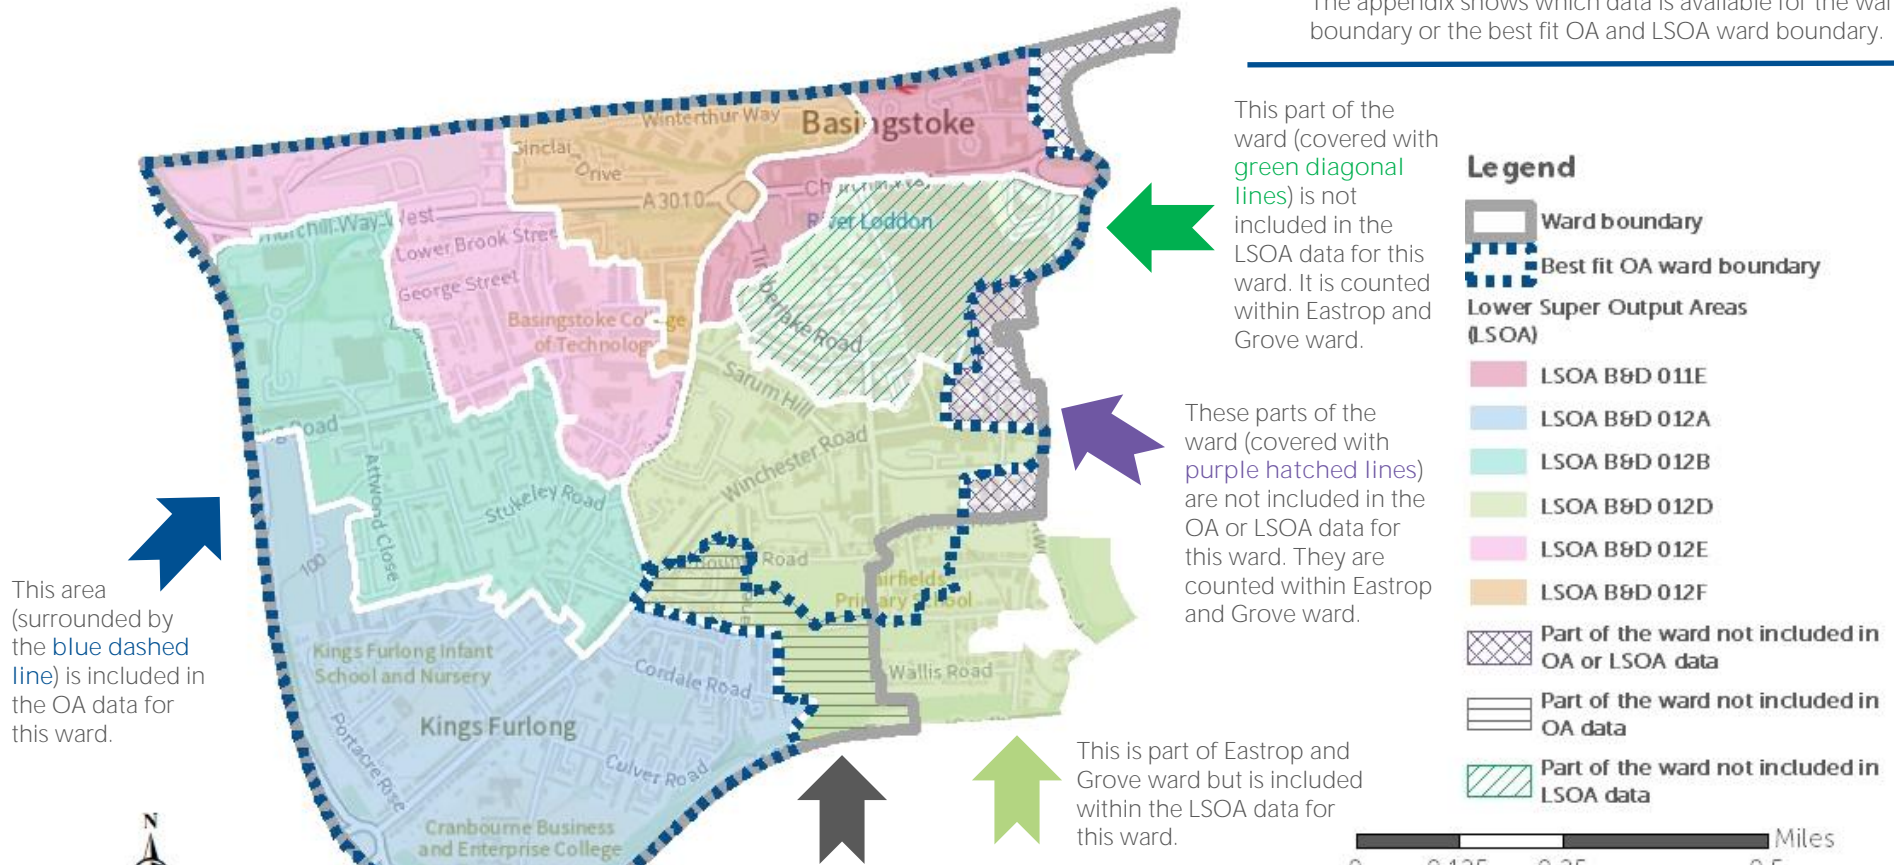 The appendix shows which data is available for the
boundary or the best fit OA and LSOA ward boundary.
This part of the
ward (covered with
green diagonal
lines) is not
included in the
LSOA data for this
ward. It is counted
within Eastrop and
Grove ward.
These parts of the
ward (covered with
purple hatched lines)
are not included in the
OA or LSOA data for
this ward. They are
counted within Eastrop
and Grove ward.
This area
(surrounded by
the blue dashed
line) is included in
the OA data for
this ward.
This is part of Eastrop and
Grove ward but is included
within the LSOA data for
this ward.
Legend
Ward boundary
Best fit OA ward boundary
Lower Super Output Areas
(LSOA)
LSOA B&D 011E
LSOA B&D 012A
LSOA B&D 012B
LSOA B&D 012D
LSOA B&D 012E
LSOA B&D 012F
Part of the ward not included in
OA or LSOA data
Part of the ward not included in
OA data
Part of the ward not included in
LSOA data
Miles
N
Winterthur Way
Basingstoke
Drive
A3010
River Loddon
Lower Brook Street
George Street
Basingstoke College
of Technology
Sarum Hill
Winchester Road
Attwood Close
Stukeley Road
100
Road
Primary School
Wallis Road
Kings Furlong Infant
School and Nursery
Cordale Road
Kings Furlong
Portacre Rise
Culver Road
Cranbourne Business
and Enterprise College